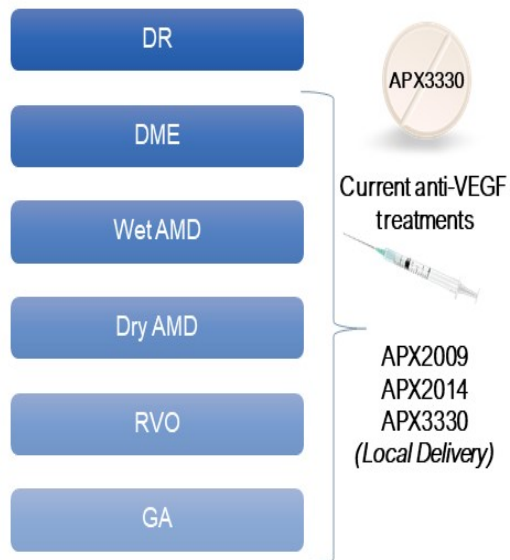 DR
DME
Wet AMD
Dry AMD
RVO
GA
APX3330
Current anti-VEGF
treatments
APX2009
APX2014
APX3330
(Local Delivery)